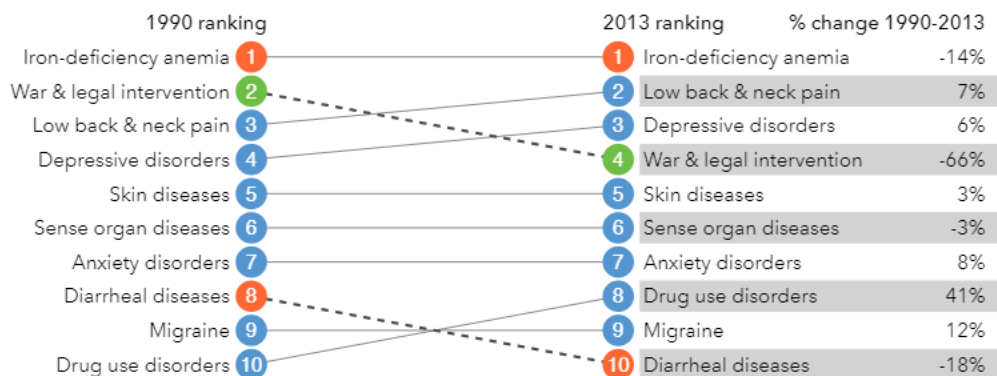 1990 ranking 2013 ranking % change 1990-2013
Iron-deficiency anemia 1 1 Iron-deficiency anemia -14%
War & legal intervention 2 2 Low back & neck pain 7%
Low back & neck pain 3 3 Depressive disorders 6%
Depressive disorders 4 4 War & legal intervention -66%
Skin diseases 5 5 Skin diseases 3%
Sense organ diseases 6 6 Sense organ diseases -3%
Anxiety disorders 7 7 Anxiety disorders 8%
Diarrheal diseases 8 8 Drug use disorders 41%
Migraine 9 9 Migraine 12%
Drug use disorders 10 10 Diarrheal diseases -18%